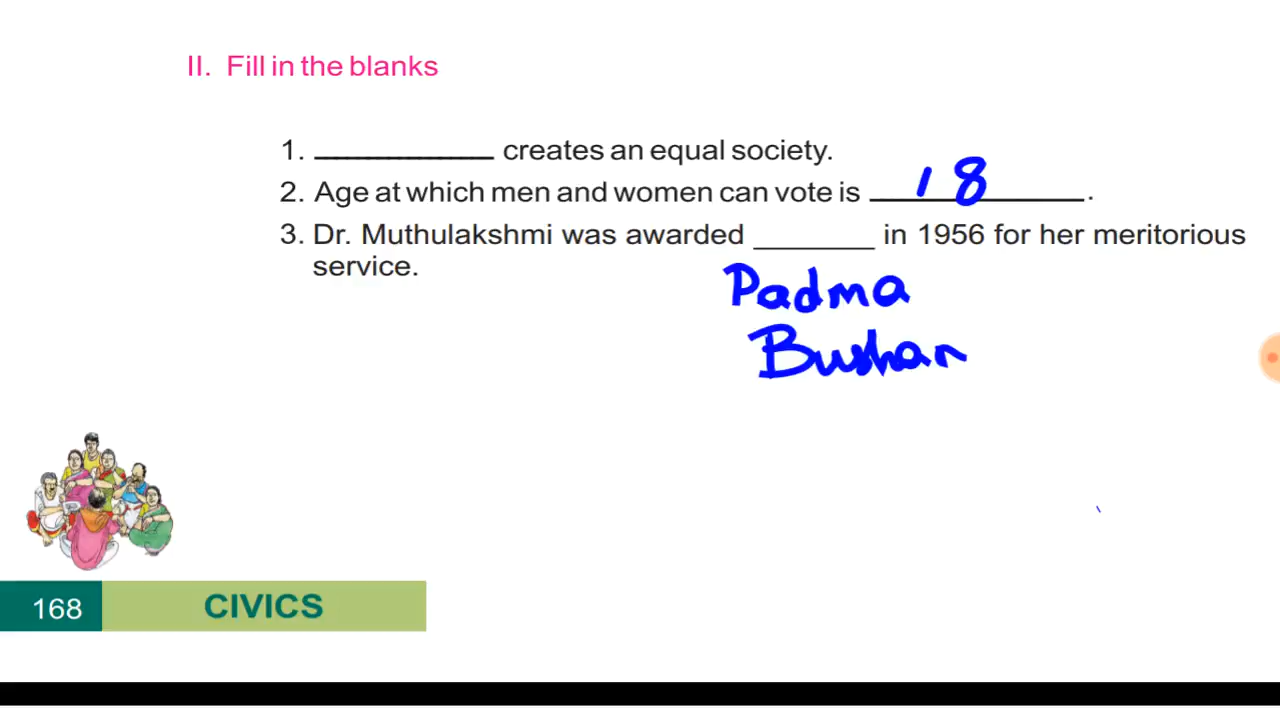 II. Fill in the blanks
1. ____________ creates an equal society.
2. Age at which men and women can vote is 18.
3. Dr. Muthulakshmi was awarded ________ in 1956 for her meritorious
service.
Padma
Bushan
168
CIVICS